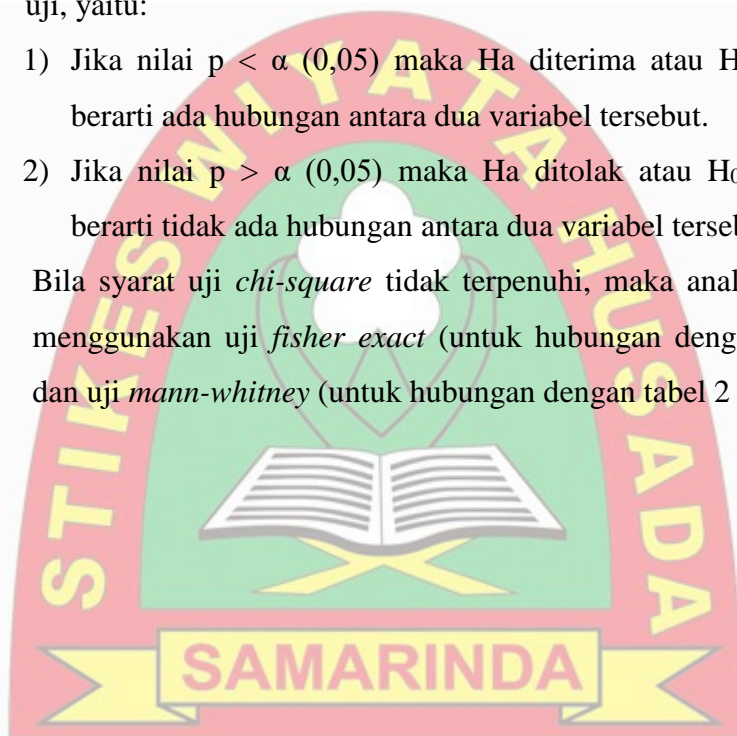 uji, yaitu:
1) Jika nilai p < α (0,05) maka Ha diterima atau H
berarti ada hubungan antara dua variabel tersebut.
2) Jika nilai p > α (0,05) maka Ha ditolak atau H₀
berarti tidak ada hubungan antara dua variabel terseb
Bila syarat uji chi-square tidak terpenuhi, maka anal
menggunakan uji fisher exact (untuk hubungan deng
dan uji mann-whitney (untuk hubungan dengan tabel 2
STIKES WIYATA HUSADA
SAMARINDA